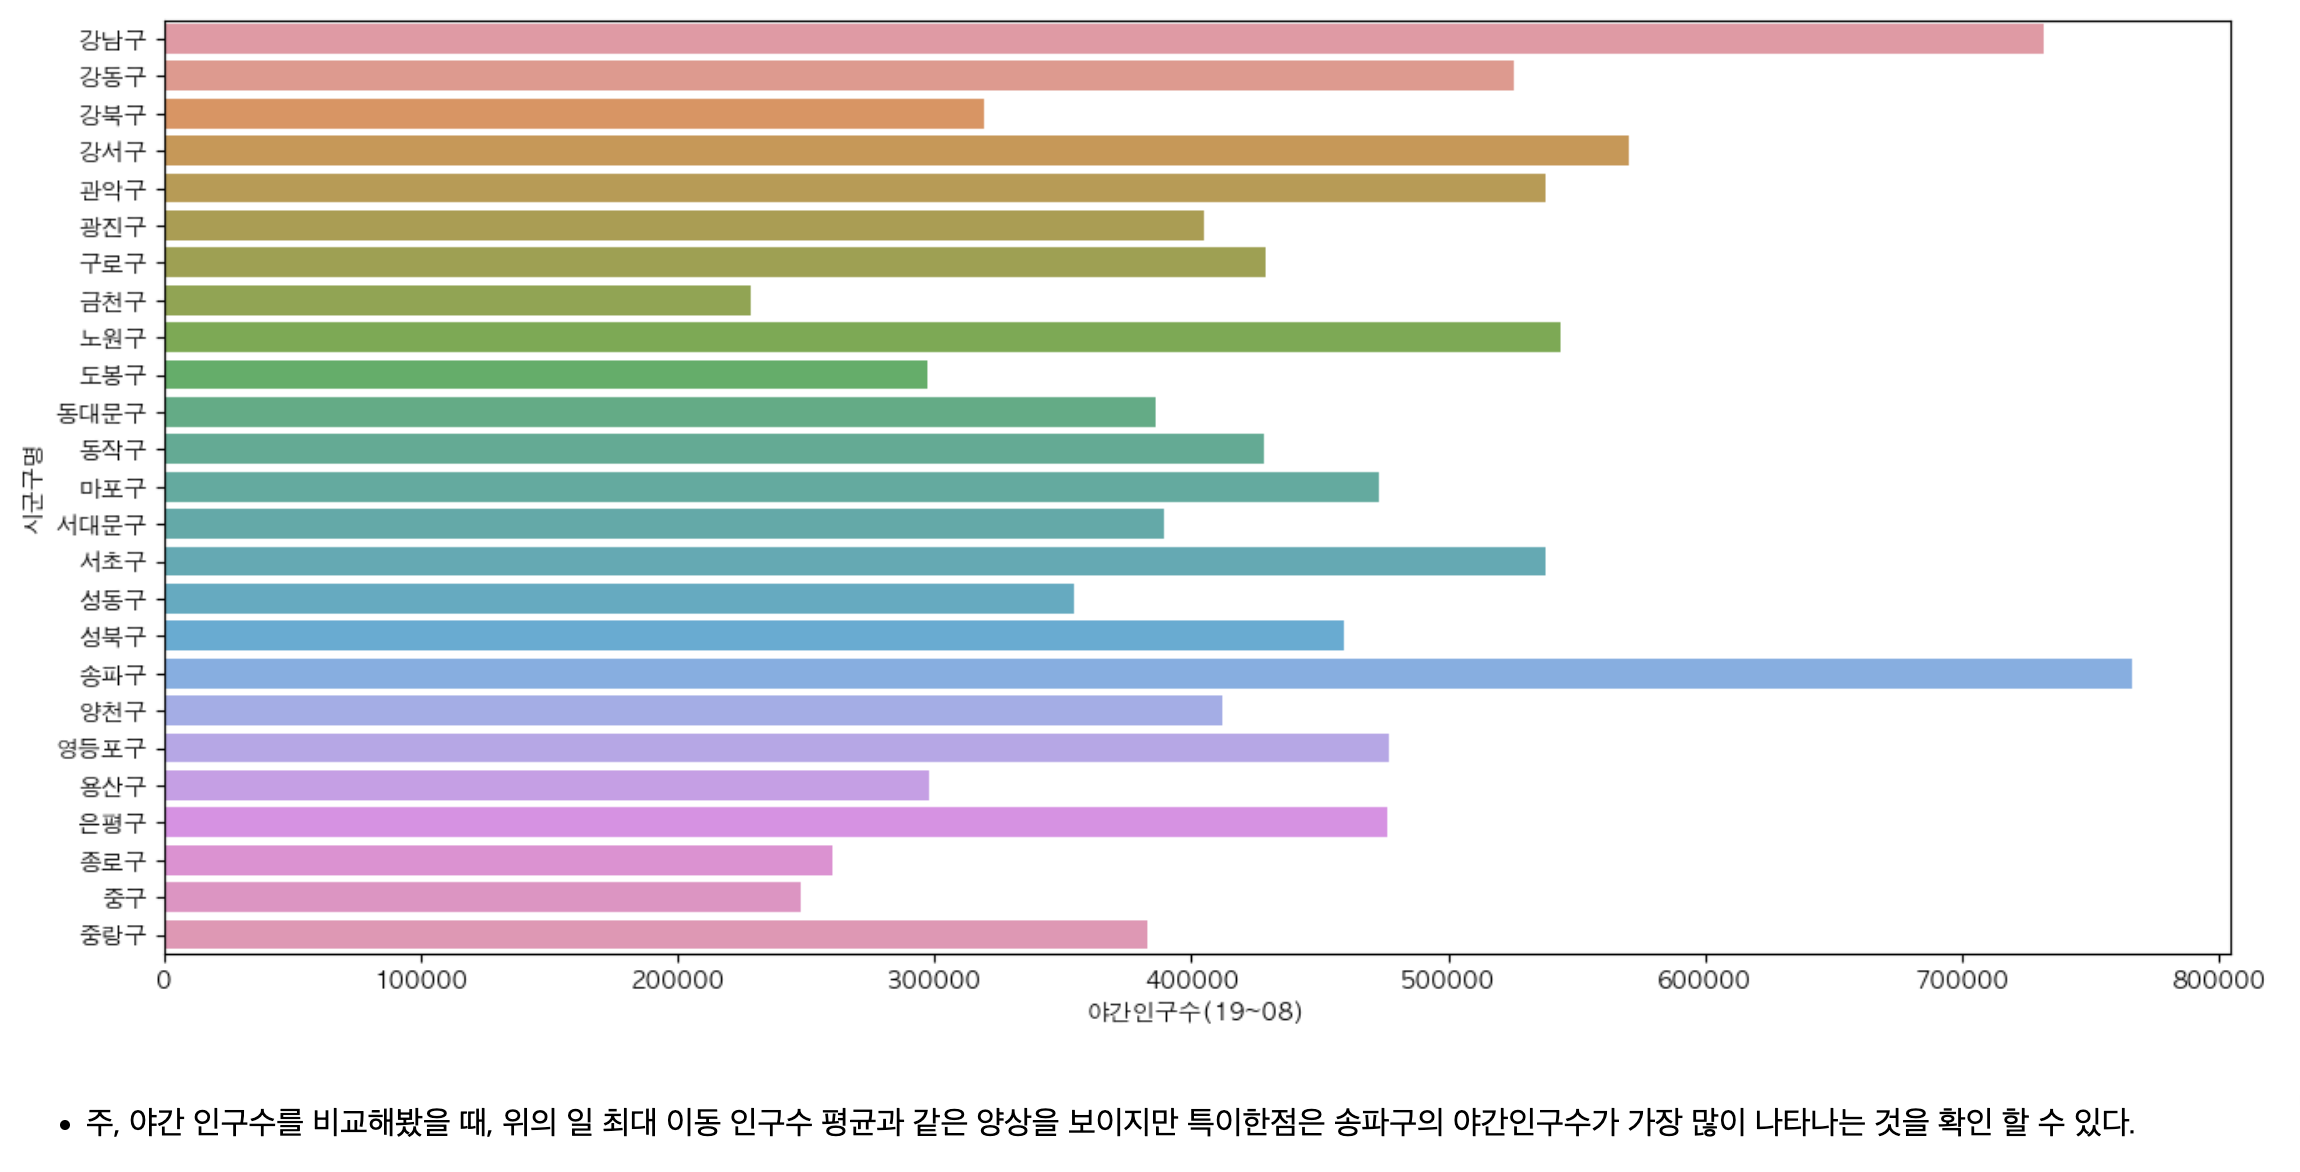 강남구
강동구
강북구
강서구
관악구
광진구
구로구
금천구
노원구
도봉구
동대문구
동작구
마포구
서대문구
서초구
성동구
성북구
송파구
양천구
영등포구
용산구
은평구
종로구
중구
중랑구
시군구명
0 100000 200000 300000 400000 500000 600000 700000 800000
야간인구수(19~08)
• 주, 야간 인구수를 비교해봤을 때, 위의 일 최대 이동 인구수 평균과 같은 양상을 보이지만 특이한점은 송파구의 야간인구수가 가장 많이 나타나는 것을 확인 할 수 있다.